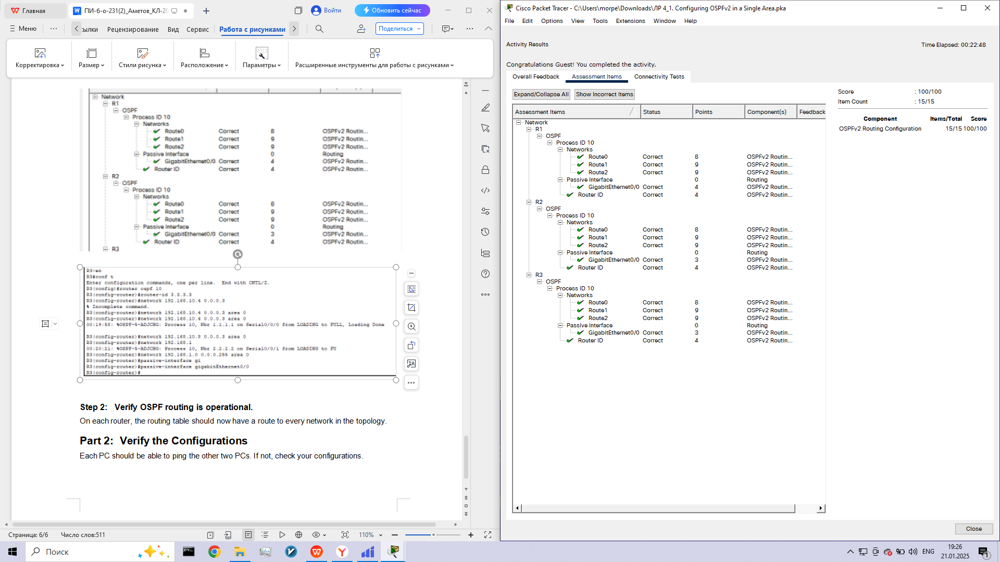 Главная
ПИ-б-о-231(2)_Аметов_КЛ-20
Войти
Обновить сейчас
Меню
сылки
Рецензирование
Вид
Сервис
Работа с рисунками
Поделиться
Корректировка
Размер
Стили рисунка
Расположение
Параметры
Расширенные инструменты для работы с рисунками
Network
R1
OSPF
Process ID 10
Networks
Route0 Correct 8 OSPFv2 Routin...
Route1 Correct 9 OSPFv2 Routin...
Route2 Correct 9 OSPFv2 Routin...
Passive Interface 0 Routing
GigabitEthernet0/0 Correct 4 OSPFv2 Routin...
Router ID Correct 4 OSPFv2 Routin...
R2
OSPF
Process ID 10
Networks
Route0 Correct 8 OSPFv2 Routin...
Route1 Correct 9 OSPFv2 Routin...
Route2 Correct 9 OSPFv2 Routin...
Passive Interface 0 Routing
GigabitEthernet0/0 Correct 3 OSPFv2 Routin...
Router ID Correct 4 OSPFv2 Routin...
R3
R3>en
R3#conf t
Enter configuration commands, one per line. End with CNTL/Z.
R3(config)#router ospf 10
R3(config-router)#router-id 3.3.3.3
R3(config-router)#network 192.168.10.4 0.0.0.3
% Incomplete command.
R3(config-router)#network 192.168.10.4 0.0.0.3 area 0
R3(config-router)#network 192.168.10.4 0.0.0.3 area 0
00:19:58: %OSPF-5-ADJCHG: Process 10, Nbr 1.1.1.1 on Serial0/0/0 from LOADING to FULL, Loading Done
R3(config-router)#network 192.168.10.8 0.0.0.3 area 0
R3(config-router)#network 192.168.1
00:20:21: %OSPF-5-ADJCHG: Process 10, Nbr 2.2.2.2 on Serial0/0/1 from LOADING to FU
R3(config-router)#network 192.168.1.0 0.0.0.255 area 0
R3(config-router)#passive-interface gi
R3(config-router)#passive-interface gigabitEthernet0/0
R3(config-router)#
Step 2: Verify OSPF routing is operational.
On each router, the routing table should now have a route to every network in the topology.
Part 2: Verify the Configurations
Each PC should be able to ping the other two PCs. If not, check your configurations.
Страница: 6/6
Число слов:511
110%
Cisco Packet Tracer - C:\Users\morpe\Downloads\ЛР 4_1. Configuring OSPFv2 in a Single Area.pka
File Edit Options View Tools Extensions Window Help
Activity Results
Time Elapsed: 00:22:48
Congratulations Guest! You completed the activity.
Overall Feedback
Assessment Items
Connectivity Tests
Expand/Collapse All
Show Incorrect Items
Assessment Items Status Points Component(s) Feedback
Network
R1
OSPF
Process ID 10
Networks
Route0 Correct 8 OSPFv2 Routin...
Route1 Correct 9 OSPFv2 Routin...
Route2 Correct 9 OSPFv2 Routin...
Passive Interface 0 Routing
GigabitEthernet0/0 Correct 4 OSPFv2 Routin...
Router ID Correct 4 OSPFv2 Routin...
R2
OSPF
Process ID 10
Networks
Route0 Correct 8 OSPFv2 Routin...
Route1 Correct 9 OSPFv2 Routin...
Route2 Correct 9 OSPFv2 Routin...
Passive Interface 0 Routing
GigabitEthernet0/0 Correct 3 OSPFv2 Routin...
Router ID Correct 4 OSPFv2 Routin...
R3
OSPF
Process ID 10
Networks
Route0 Correct 8 OSPFv2 Routin...
Route1 Correct 9 OSPFv2 Routin...
Route2 Correct 9 OSPFv2 Routin...
Passive Interface 0 Routing
GigabitEthernet0/0 Correct 3 OSPFv2 Routin...
Router ID Correct 4 OSPFv2 Routin...
Score : 100/100
Item Count : 15/15
Component Items/Total Score
OSPFv2 Routing Configuration 15/15 100/100
Close
Поиск
ENG
19:26
21.01.2025
1